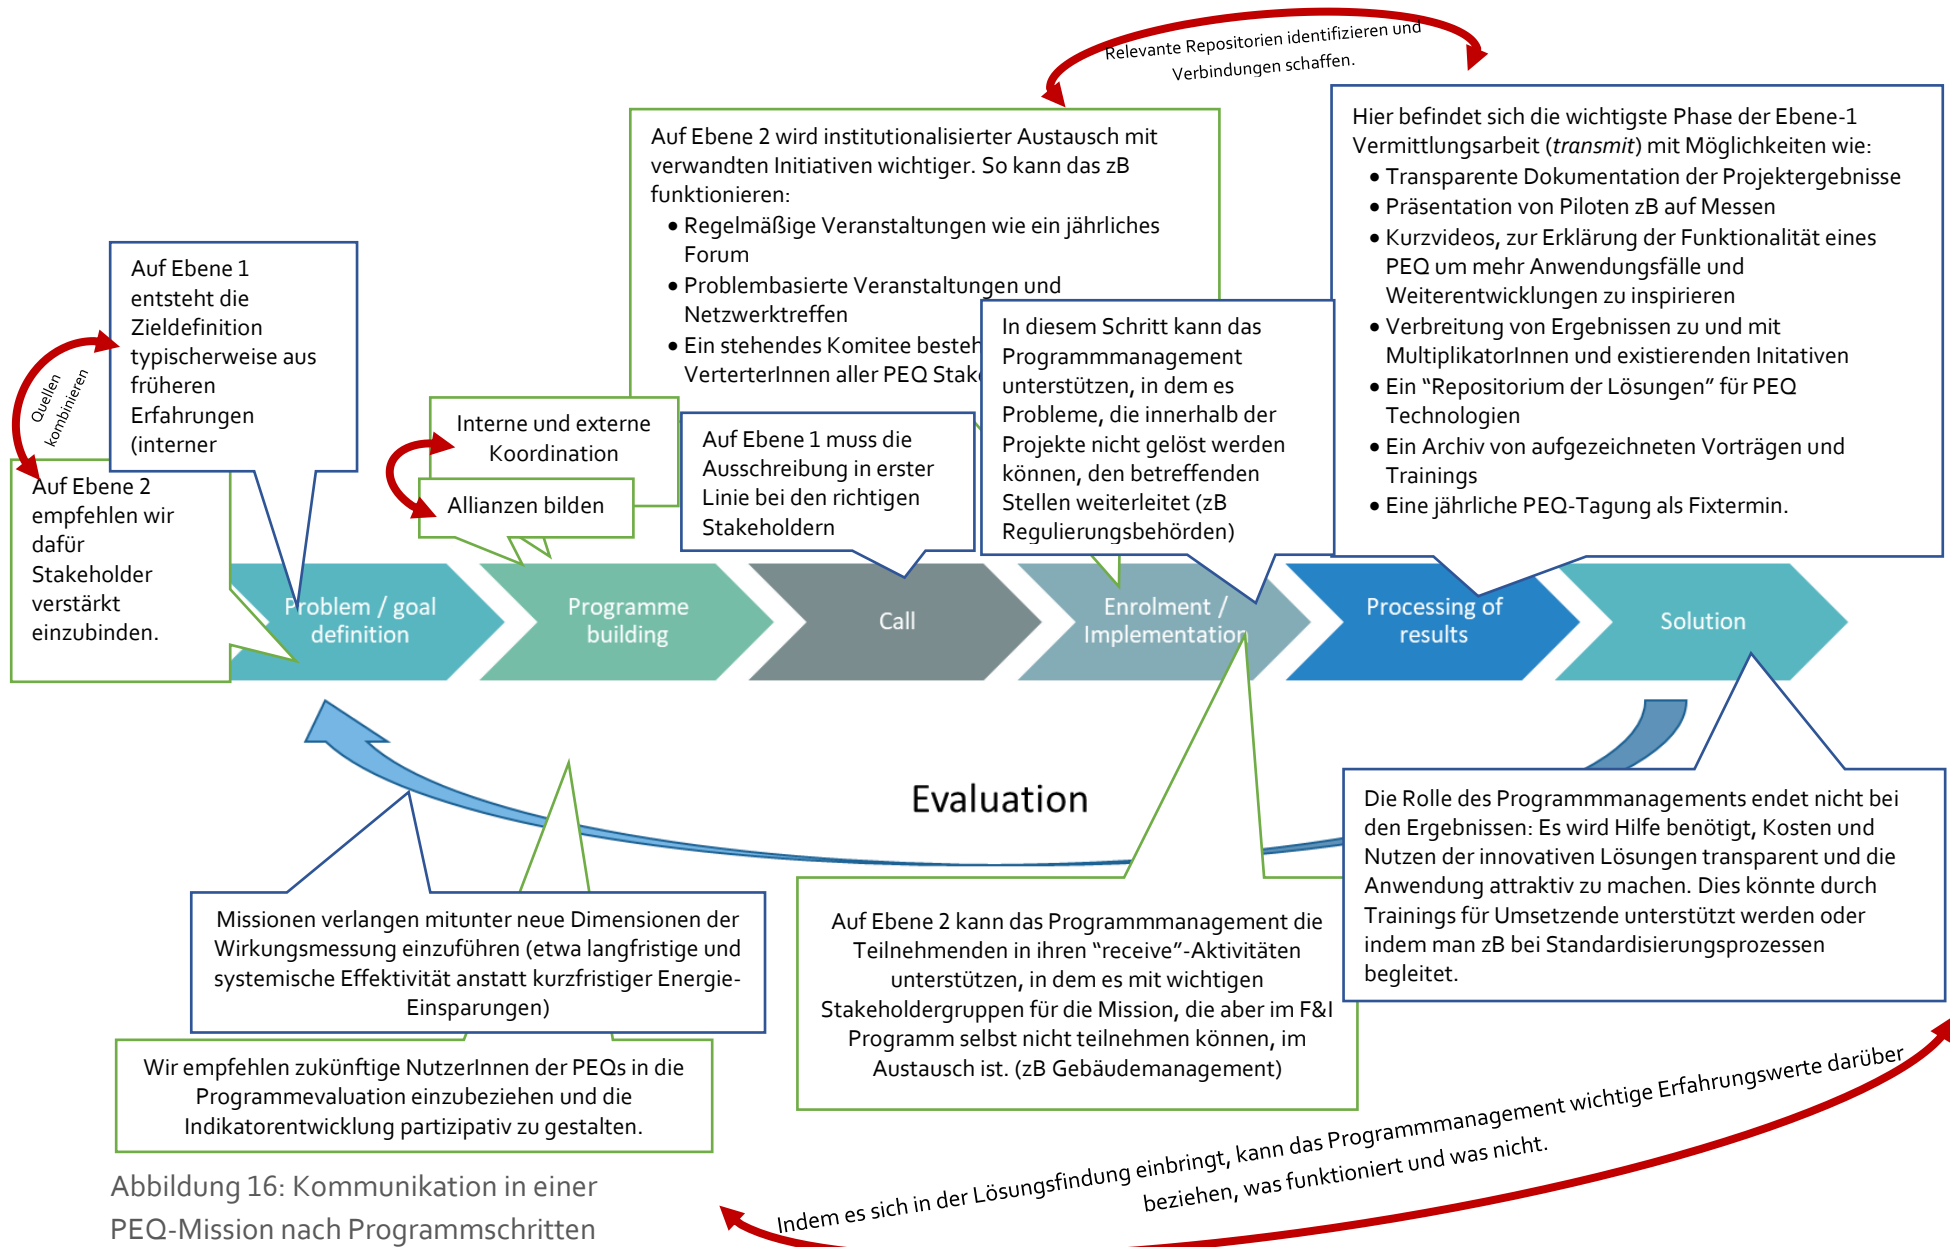 Relevante Repositorien identifizieren und
Verbindungen schaffen.
Auf Ebene 2 wird institutionalisierter Austausch mit
verwandten Initiativen wichtiger. So kann das zB
funktionieren:
• Regelmäßige Veranstaltungen wie ein jährliches
Forum
• Problembasierte Veranstaltungen und
Netzwerktreffen
• Ein stehendes Komitee
VerterterInnen aller PEQ
Hier befindet sich die wichtigste Phase der Ebene-1
Vermittlungsarbeit (transmit) mit Möglichkeiten wie:
• Transparente Dokumentation der Projektergebnisse
• Präsentation von Piloten zB auf Messen
• Kurzvideos, zur Erklärung der Funktionalität eines
PEQ um mehr Anwendungsfälle und
Weiterentwicklungen zu inspirieren
• Verbreitung von Ergebnissen zu und mit
MultiplikatorInnen und existierenden Initativen
• Ein “Repositorium der Lösungen” für PEQ
Technologien
• Ein Archiv von aufgezeichneten Vorträgen und
Trainings
• Eine jährliche PEQ-Tagung als Fixtermin.
Auf Ebene 1
entsteht die
Zieldefinition
typischerweise aus
früheren
Erfahrungen
(interner
Quellen
kombinieren
Auf Ebene 2
empfehlen wir
dafür
Stakeholder
verstärkt
einzubinden.
Interne und externe
Koordination
Allianzen bilden
Auf Ebene 1 muss die
Ausschreibung in erster
Linie bei den richtigen
Stakeholdern
In diesem Schritt kann das
Programmmanagement
unterstützen, in dem es
Probleme, die innerhalb der
Projekte nicht gelöst werden
können, den betreffenden
Stellen weiterleitet (zB
Regulierungsbehörden)
Problem / goal
definition
Programme
building
Call
Enrolment /
Implementation
Processing of
results
Solution
Evaluation
Missionen verlangen mitunter neue Dimensionen der
Wirkungsmessung einzuführen (etwa langfristige und
systemische Effektivität anstatt kurzfristiger Energie-
Einsparungen)
Wir empfehlen zukünftige NutzerInnen der PEQs in die
Programmevaluation einzubeziehen und die
Indikatorentwicklung partizipativ zu gestalten.
Auf Ebene 2 kann das Programmmanagement die
Teilnehmenden in ihren “receive”-Aktivitäten
unterstützen, in dem es mit wichtigen
Stakeholdergruppen für die Mission, die aber im F&I
Programm selbst nicht teilnehmen können, im
Austausch ist. (zB Gebäudemanagement)
Die Rolle des Programmmanagements endet nicht bei
den Ergebnissen: Es wird Hilfe benötigt, Kosten und
Nutzen der innovativen Lösungen transparent und die
Anwendung attraktiv zu machen. Dies könnte durch
Trainings für Umsetzende unterstützt werden oder
indem man zB bei Standardisierungsprozessen
begleitet.
Indem es sich in der Lösungsfindung einbringt, kann das Programmmanagement wichtige Erfahrungswerte darüber
beziehen, was funktioniert und was nicht.
Abbildung 16: Kommunikation in einer
PEQ-Mission nach Programmschritten